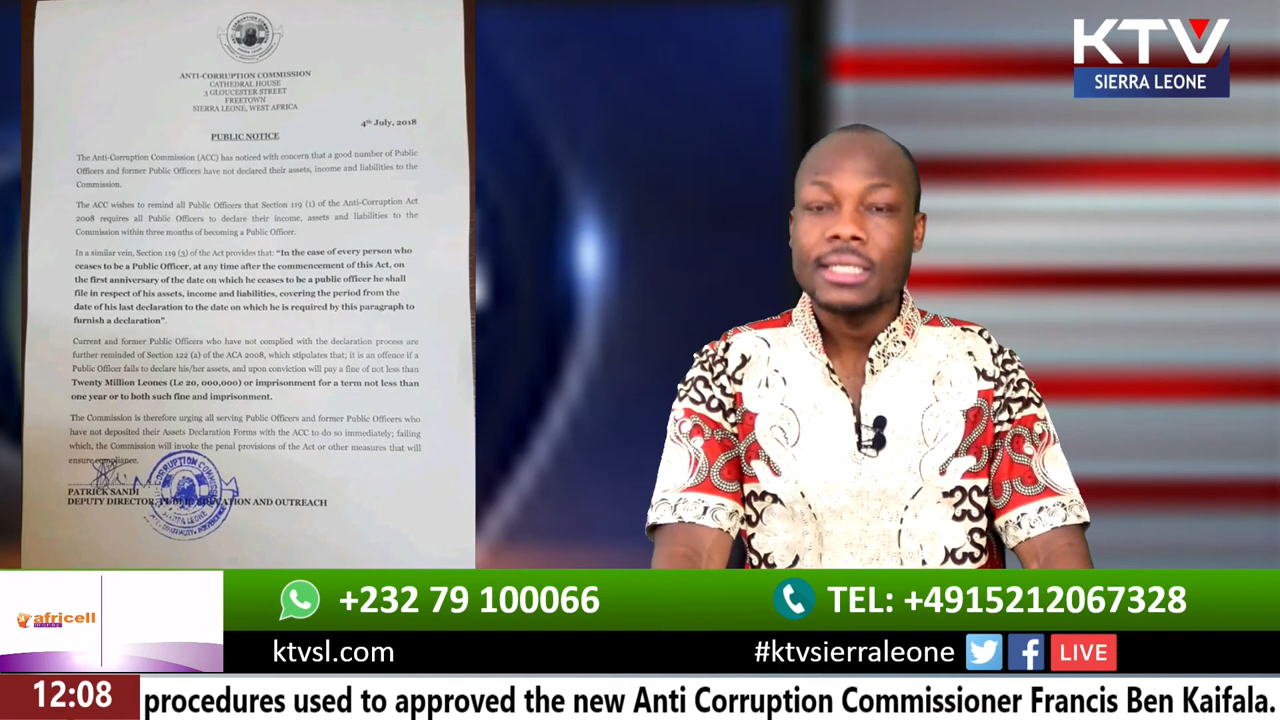 ANTI-CORRUPTION COMMISSION
CATHEDRAL HOUSE
3 GLOUCESTER STREET
FREETOWN
SIERRA LEONE, WEST AFRICA
4th July, 2018
PUBLIC NOTICE
The Anti-Corruption Commission (ACC) has noticed with concern that a good number of Public
Officers and former Public Officers have not declared their assets, income and liabilities to the
Commission.
The ACC wishes to remind all Public Officers that Section 119 (1) of the Anti-Corruption Act
2008 requires all Public Officers to declare their income, assets and liabilities to the
Commission within three months of becoming a Public Officer.
In a similar vein, Section 119 (3) of the Act provides that: "In the case of every person who
ceases to be a Public Officer, at any time after the commencement of this Act, on
the first anniversary of the date on which he ceases to be a public officer he shall
file in respect of his assets, income and liabilities, covering the period from the
date of his last declaration to the date on which he is required by this paragraph to
furnish a declaration".
Current and former Public Officers who have not complied with the declaration process are
further reminded of Section 122 (a) of the ACA 2008, which stipulates that; it is an offence if a
Public Officer fails to declare his/her assets, and upon conviction will pay a fine of not less than
Twenty Million Leones (Le 20, 000,000) or imprisonment for a term not less than
one year or to both such fine and imprisonment.
The Commission is therefore urging all serving Public Officers and former Public Officers who
have not deposited their Assets Declaration Forms with the ACC to do so immediately; failing
which, the Commission will invoke the penal provisions of the Act or other measures that will
ensure compliance.
PATRICK SANDI
DEPUTY DIRECTOR, PUBLIC EDUCATION AND OUTREACH
KTV
SIERRA LEONE
africell
money
+232 79 100066
TEL: +4915212067328
ktvsl.com
#ktvsierraleone
LIVE
12:08
procedures used to approved the new Anti Corruption Commissioner Francis Ben Kaifala.